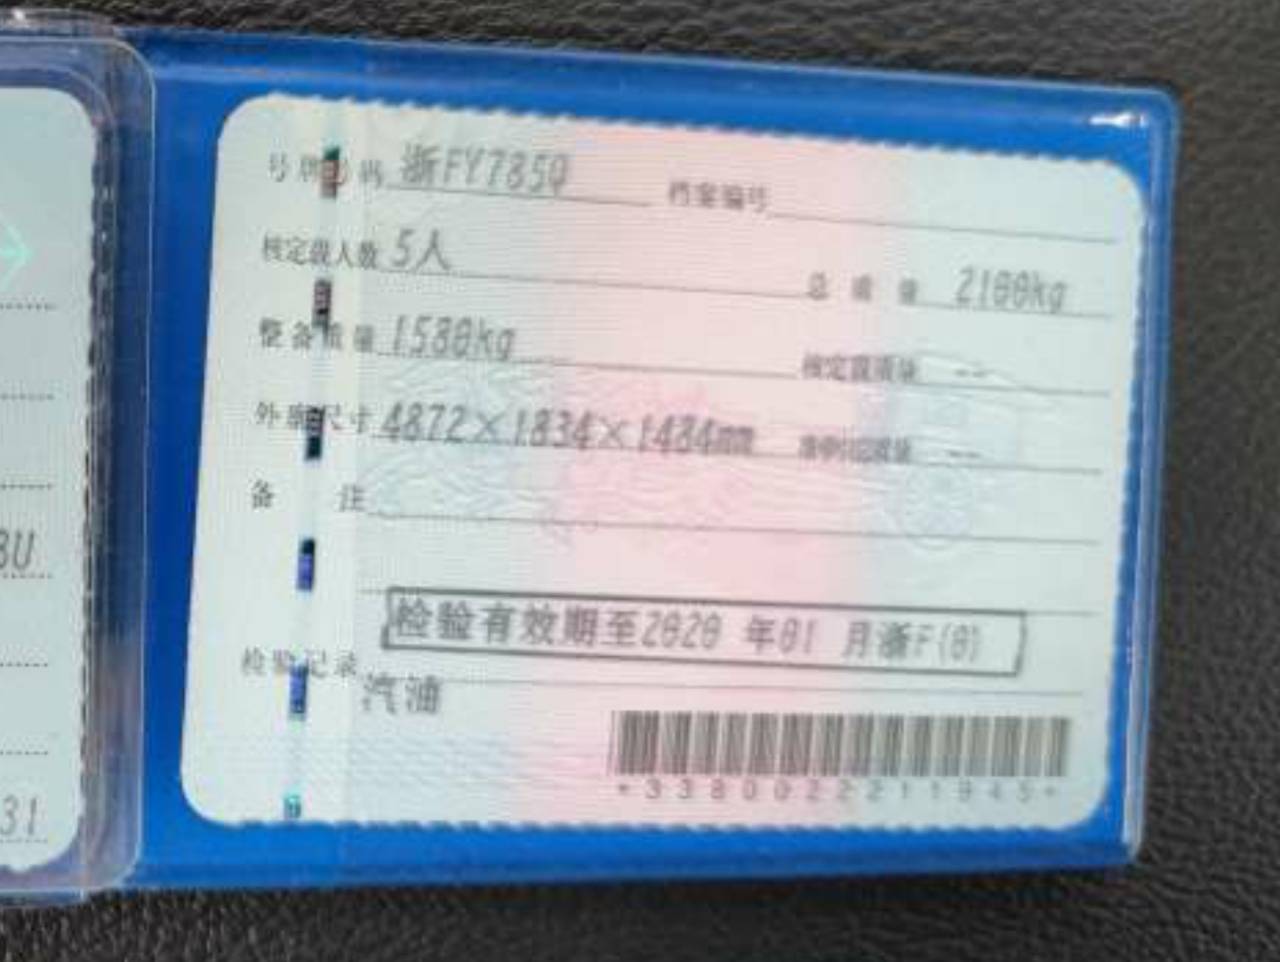 号牌号码 浙FY785Q 档案编号
核定载人数 5人 总质量 2100kg
整备质量 1580kg 核定载质量 --
外廓尺寸 4872×1834×1484mm 准牵引总质量 --
备 注
检验有效期至2020 年01 月浙F(0)
检验记录
汽油
*3380022211945*
3U
31